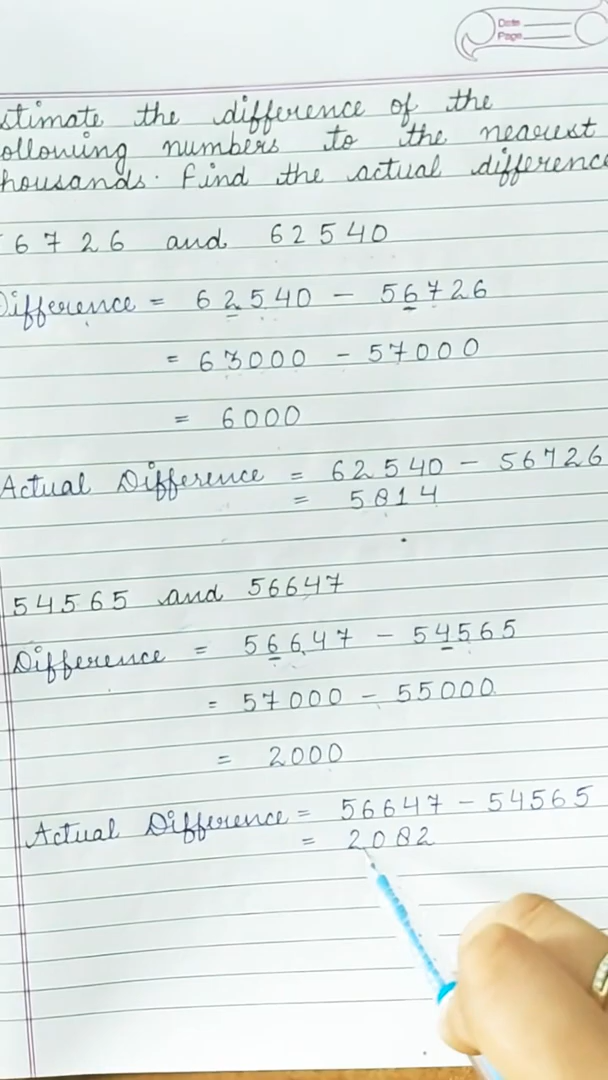 Date
Page
stimate the difference of the
ollowing numbers to the nearest
housands. Find the actual difference
6726 and 62540
Difference = 62540 - 56726
= 63000 - 57000
= 6000
Actual Difference = 62540 - 56726
= 5814
54565 and 56647
Difference = 56647 - 54565
= 57000 - 55000
= 2000
Actual Difference = 56647 - 54565
= 2082